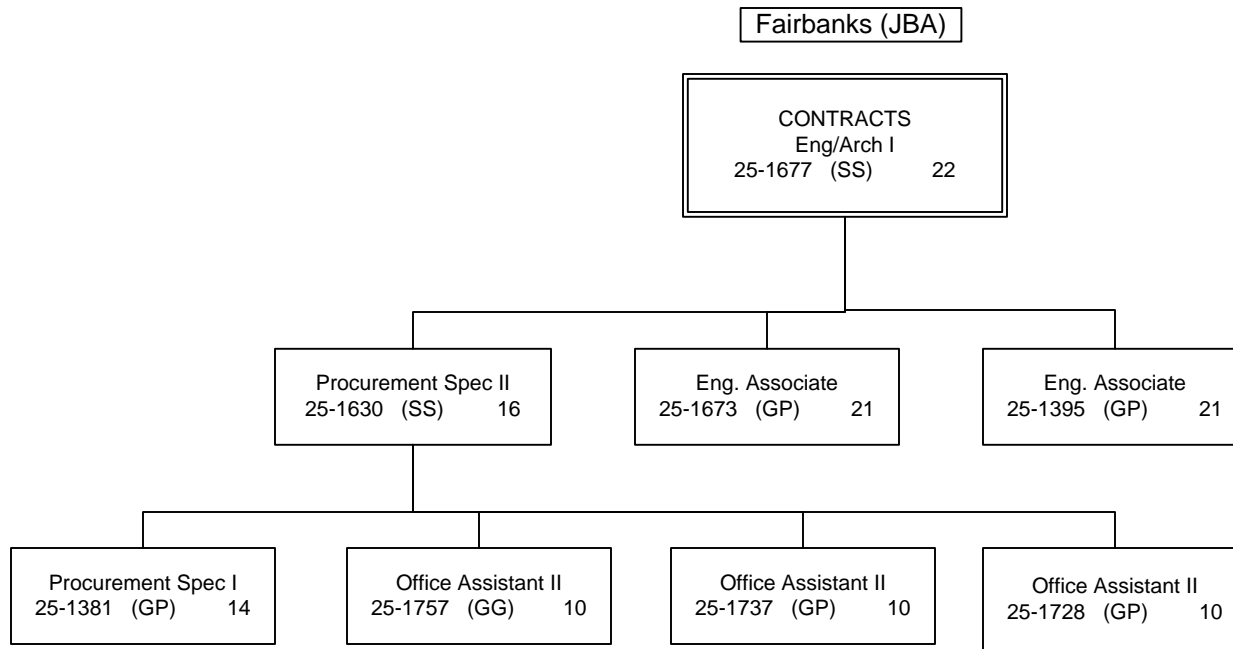 Fairbanks (JBA)
CONTRACTS
Eng/Arch I
25-1677 (SS) 22
Procurement Spec II
25-1630 (SS) 16
Eng. Associate
25-1673 (GP) 21
Eng. Associate
25-1395 (GP) 21
Procurement Spec I
25-1381 (GP) 14
Office Assistant II
25-1757 (GG) 10
Office Assistant II
25-1737 (GP) 10
Office Assistant II
25-1728 (GP) 10